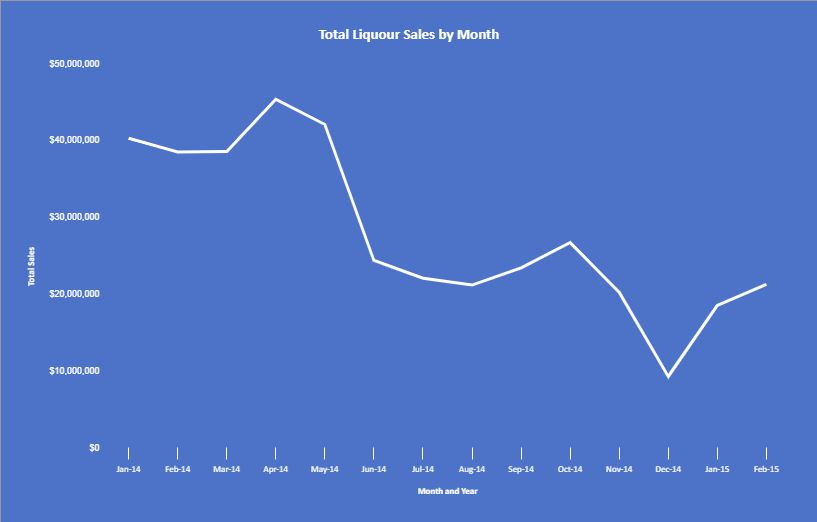 Total Liquour Sales by Month
$50,000,000
$40,000,000
$30,000,000
$20,000,000
$10,000,000
$0
Total Sales
Jan-14 Feb-14 Mar-14 Apr-14 May-14 Jun-14 Jul-14 Aug-14 Sep-14 Oct-14 Nov-14 Dec-14 Jan-15 Feb-15
Month and Year